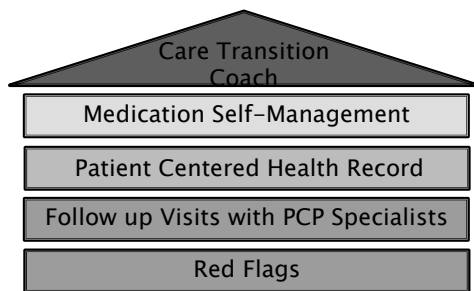 Care Transition
Coach
Medication Self-Management
Patient Centered Health Record
Follow up Visits with PCP Specialists
Red Flags